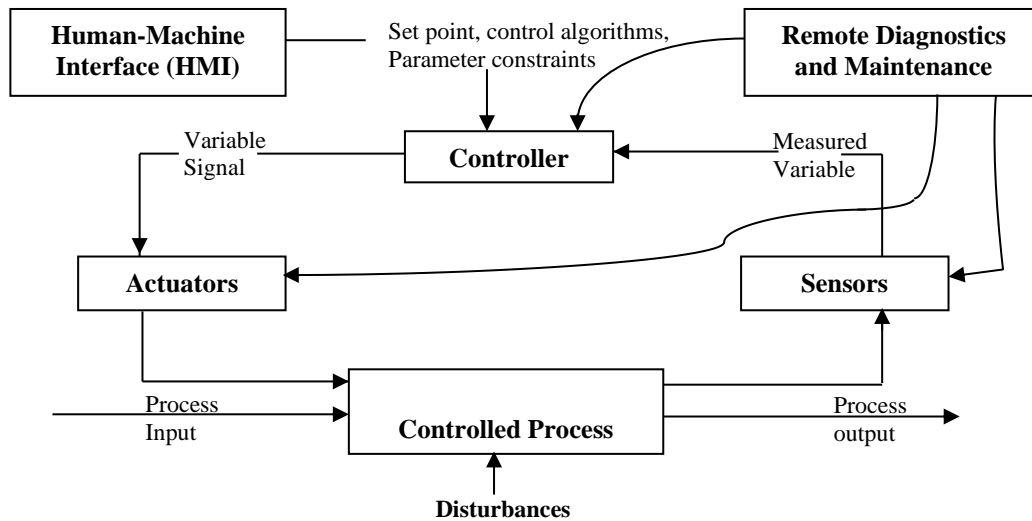 Human-Machine
Interface (HMI)
Set point, control algorithms,
Parameter constraints
Remote Diagnostics
and Maintenance
Variable
Signal
Controller
Measured
Variable
Actuators
Sensors
Process
Input
Controlled Process
Process
output
Disturbances